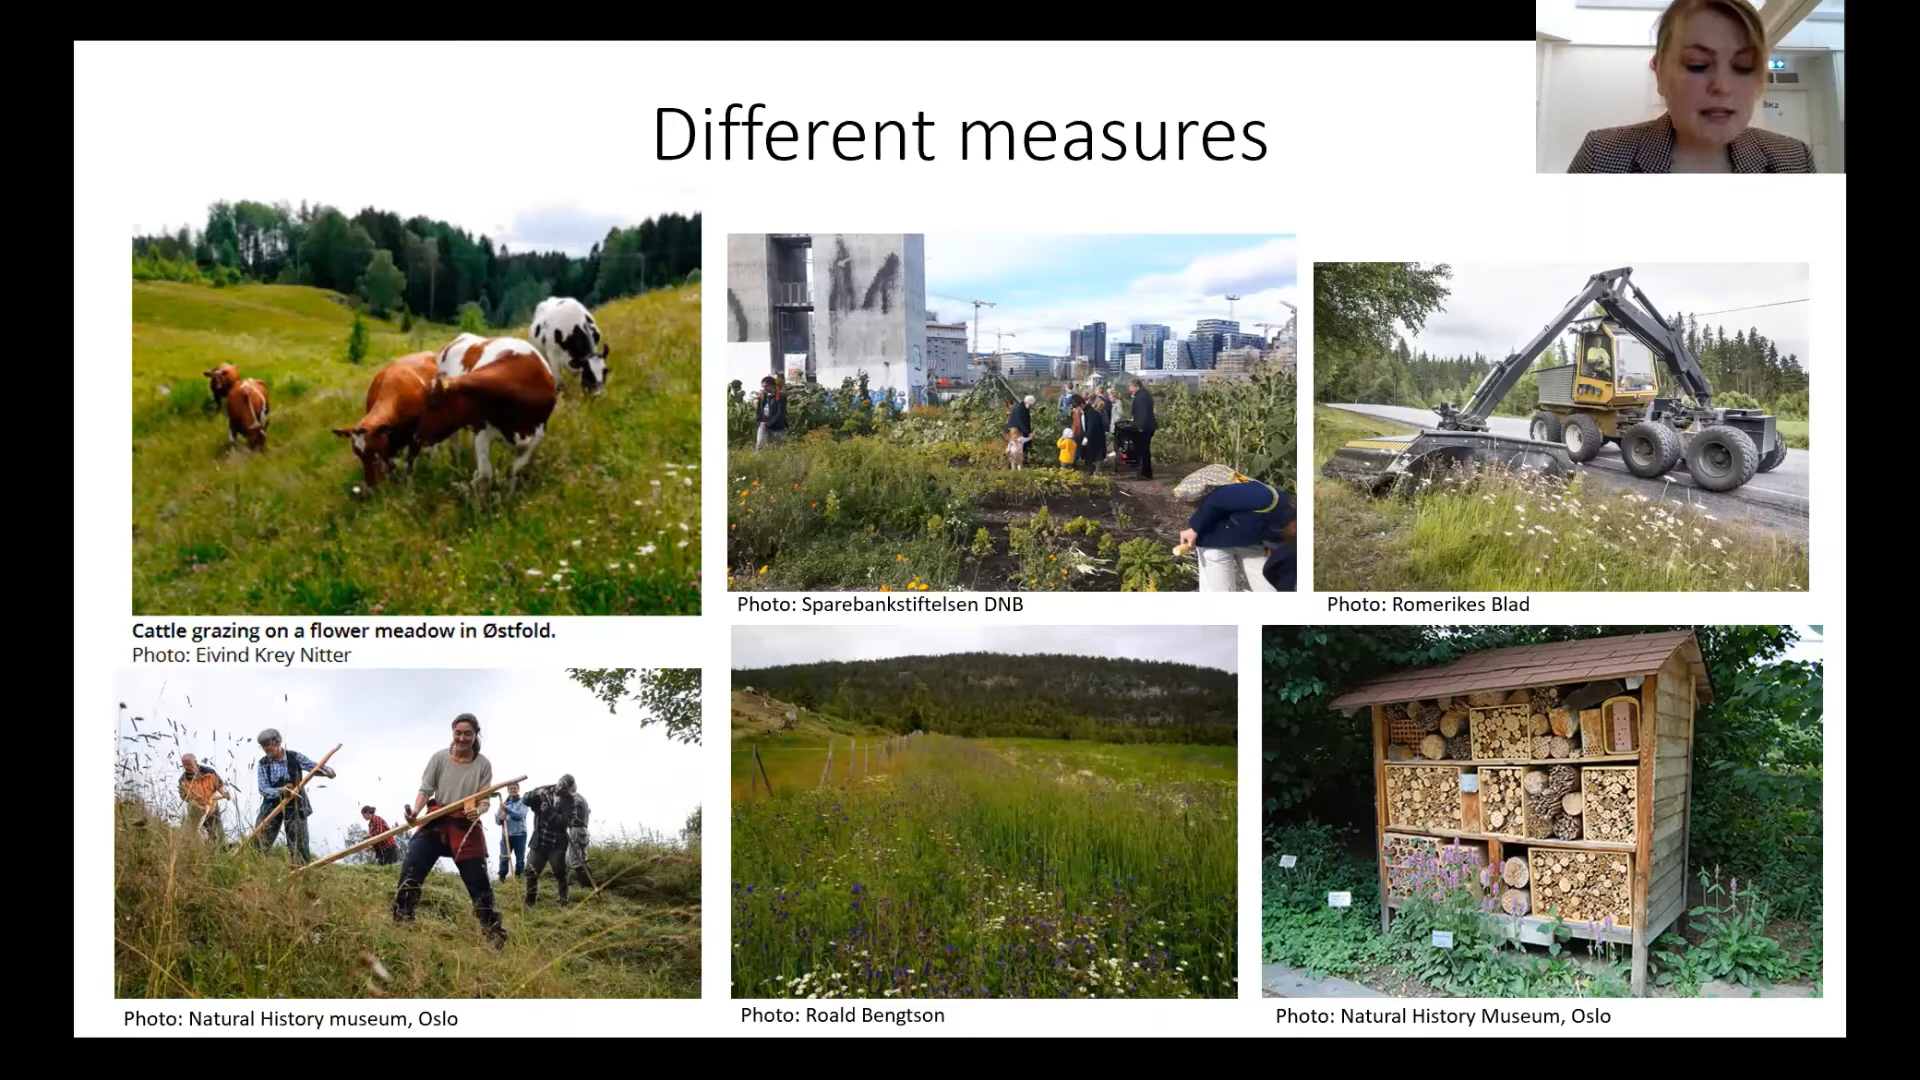 Different measures
Cattle grazing on a flower meadow in Østfold.
Photo: Eivind Krey Nitter
Photo: Sparebankstiftelsen DNB
Photo: Romerikes Blad
Photo: Natural History museum, Oslo
Photo: Roald Bengtson
Photo: Natural History Museum, Oslo